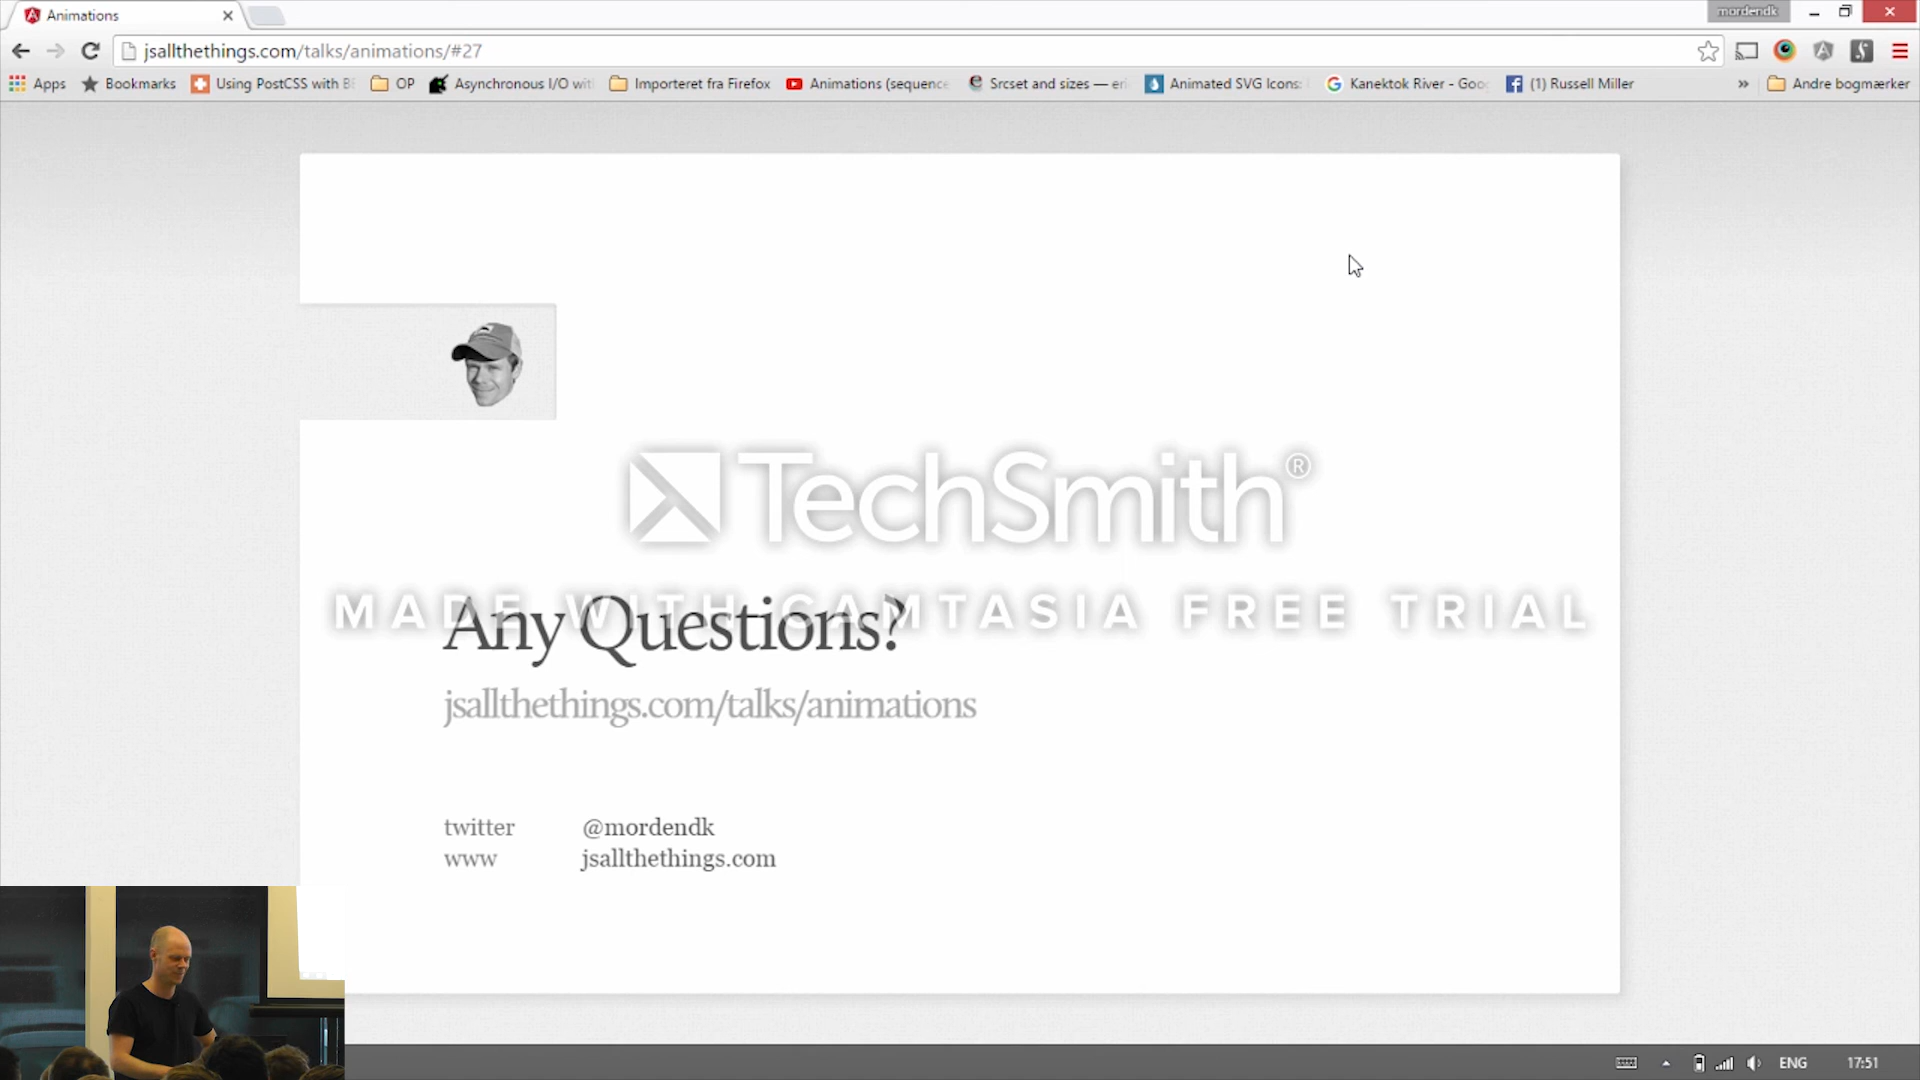 Animations
mordendk
jsallthethings.com/talks/animations/#27
Apps Bookmarks Using PostCSS with B OP Asynchronous I/O wit Importeret fra Firefox Animations (sequence Srcset and sizes — eri Animated SVG Icons: Kanektok River - Goo (1) Russell Miller » Andre bogmærker
TechSmith®
MADE WITH CAMTASIA FREE TRIAL
Any Questions?
jsallthethings.com/talks/animations
twitter @mordendk
www jsallthethings.com
ENG 17:51